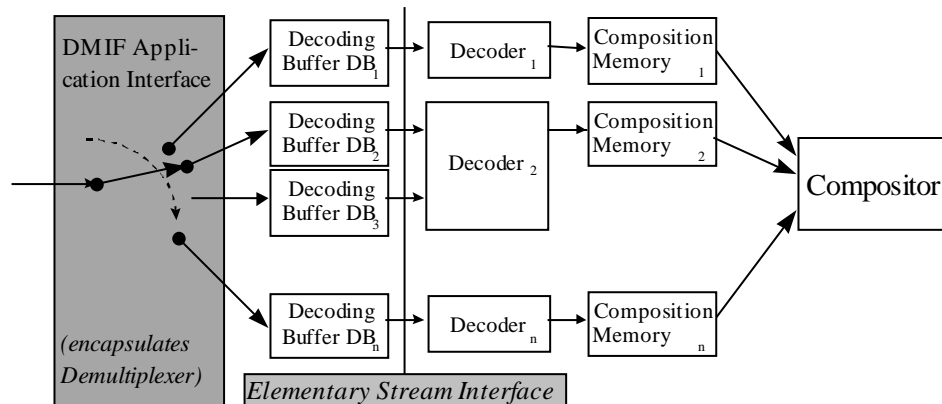 DMIF Appli-
cation Interface
(encapsulates
Demultiplexer)
Decoding
Buffer DB1
Decoder 1
Composition
Memory 1
Decoding
Buffer DB2
Decoding
Buffer DB3
Decoder 2
Composition
Memory 2
Compositor
Decoding
Buffer DBn
Decoder n
Composition
Memory n
Elementary Stream Interface